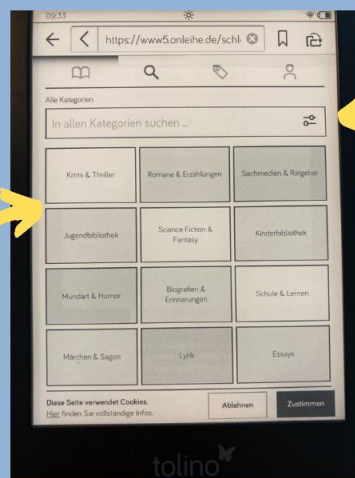 09:33
https://www5.onleihe.de/schl
Alle Kategorien
In allen Kategorien suchen ...
Krimi & Thriller
Romane & Erzählungen
Sachmedien & Ratgeber
Jugendbibliothek
Science Fiction &
Fantasy
Kinderbibliothek
Mundart & Humor
Biografien &
Erinnerungen
Schule & Lernen
Märchen & Sagen
Lyrik
Essays
Diese Seite verwendet Cookies.
Hier finden Sie vollständige Infos.
Ablehnen
Zustimmen
tolino